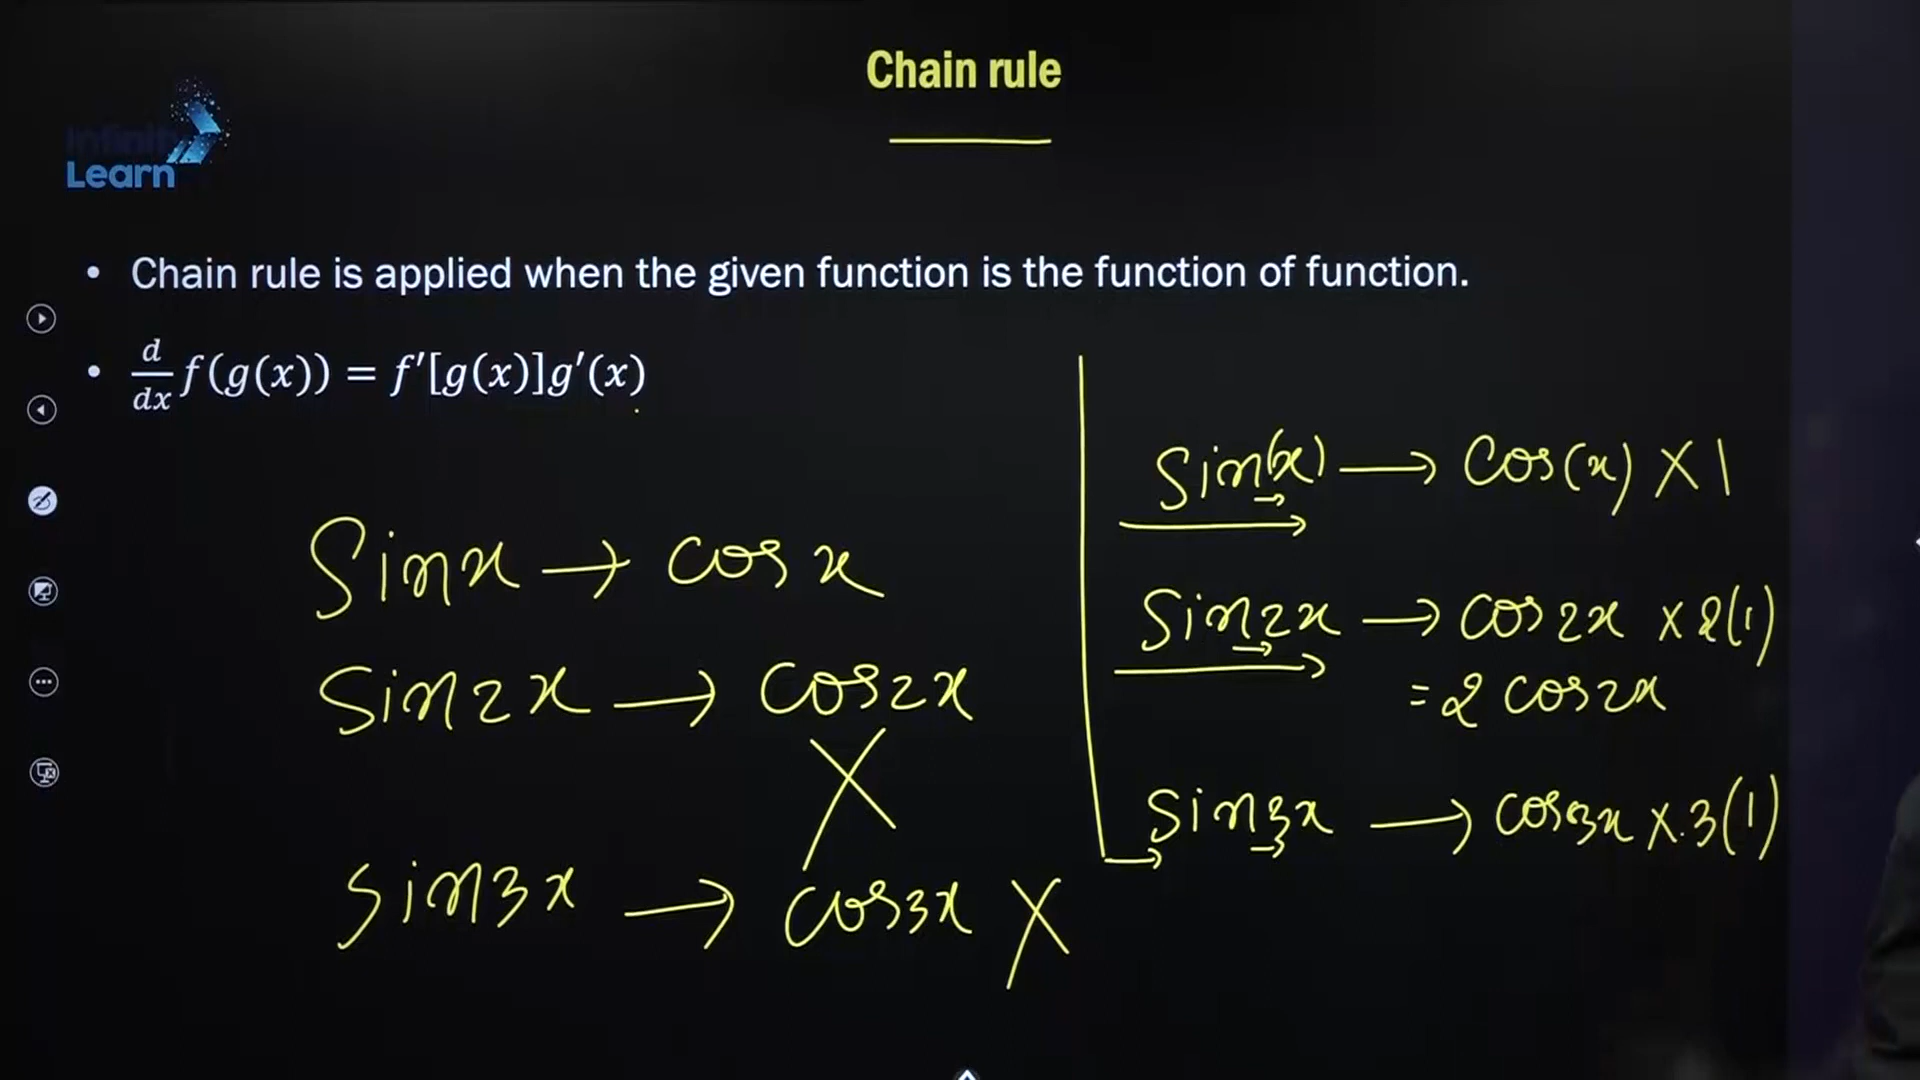 Chain rule
Infinity
Learn
• Chain rule is applied when the given function is the function of function.
• d/dx f(g(x)) = f′[g(x)]g′(x)
Sinx → cosx
Sin2x → cos2x
X
Sin3x → cos3x X
Sin(x) → cos(x) × 1
Sin2x → cos2x × 2(1)
= 2 cos2x
Sin3x → cos3x × 3(1)